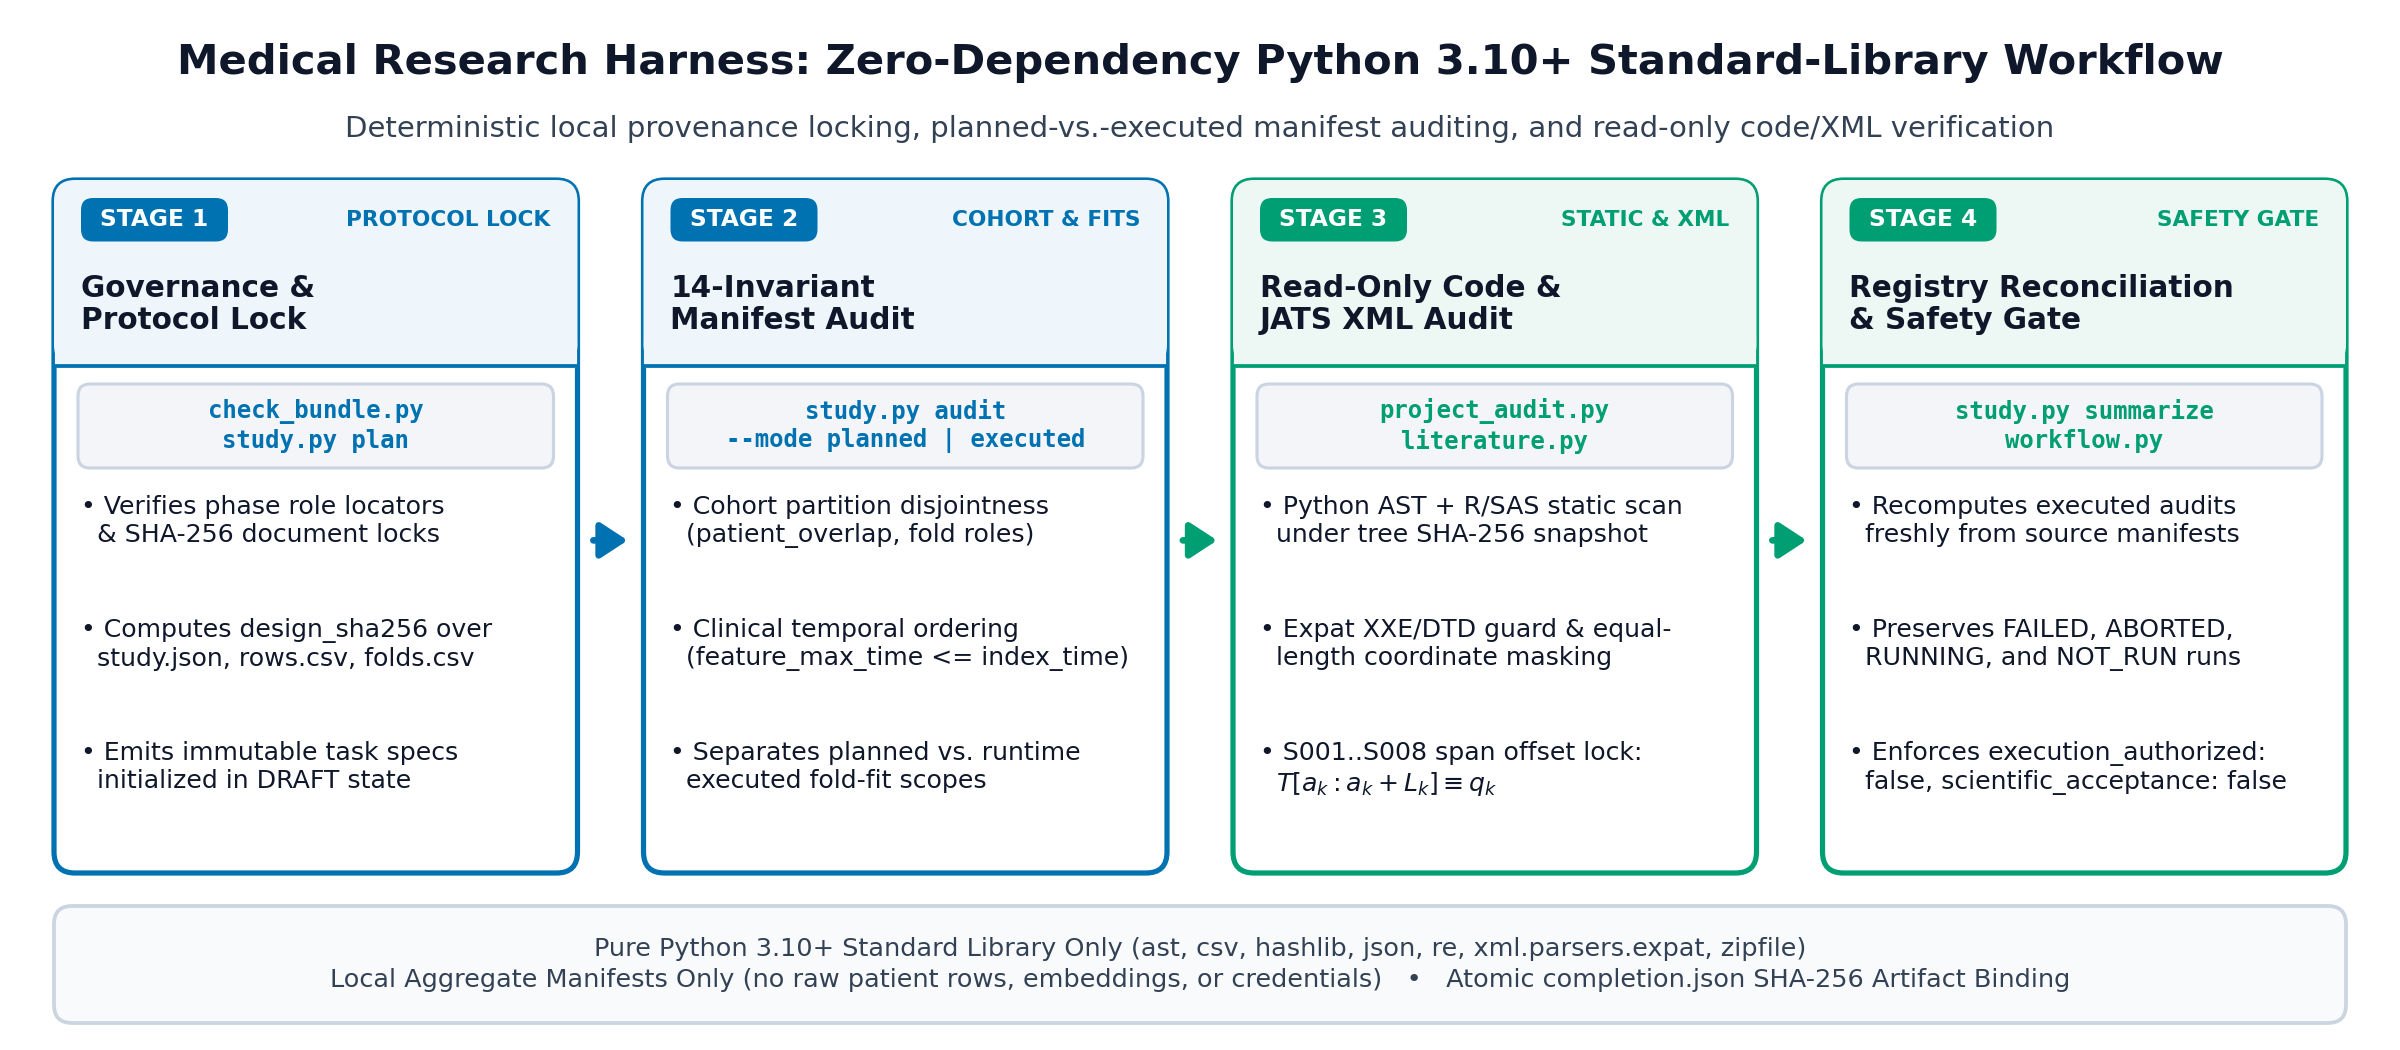 Medical Research Harness: Zero-Dependency Python 3.10+ Standard-Library Workflow
Deterministic local provenance locking, planned-vs.-executed manifest auditing, and read-only code/XML verification
STAGE 1
PROTOCOL LOCK
Governance &
Protocol Lock
check_bundle.py
study.py plan
• Verifies phase role locators
& SHA-256 document locks
• Computes design_sha256 over
study.json, rows.csv, folds.csv
• Emits immutable task specs
initialized in DRAFT state
STAGE 2
COHORT & FITS
14-Invariant
Manifest Audit
study.py audit
--mode planned | executed
• Cohort partition disjointness
(patient_overlap, fold roles)
• Clinical temporal ordering
(feature_max_time <= index_time)
• Separates planned vs. runtime
executed fold-fit scopes
STAGE 3
STATIC & XML
Read-Only Code &
JATS XML Audit
project_audit.py
literature.py
• Python AST + R/SAS static scan
under tree SHA-256 snapshot
• Expat XXE/DTD guard & equal-
length coordinate masking
• S001..S008 span offset lock:
T[a_k : a_k + L_k] ≡ q_k
STAGE 4
SAFETY GATE
Registry Reconciliation
& Safety Gate
study.py summarize
workflow.py
• Recomputes executed audits
freshly from source manifests
• Preserves FAILED, ABORTED,
RUNNING, and NOT_RUN runs
• Enforces execution_authorized:
false, scientific_acceptance: false
Pure Python 3.10+ Standard Library Only (ast, csv, hashlib, json, re, xml.parsers.expat, zipfile)
Local Aggregate Manifests Only (no raw patient rows, embeddings, or credentials) • Atomic completion.json SHA-256 Artifact Binding